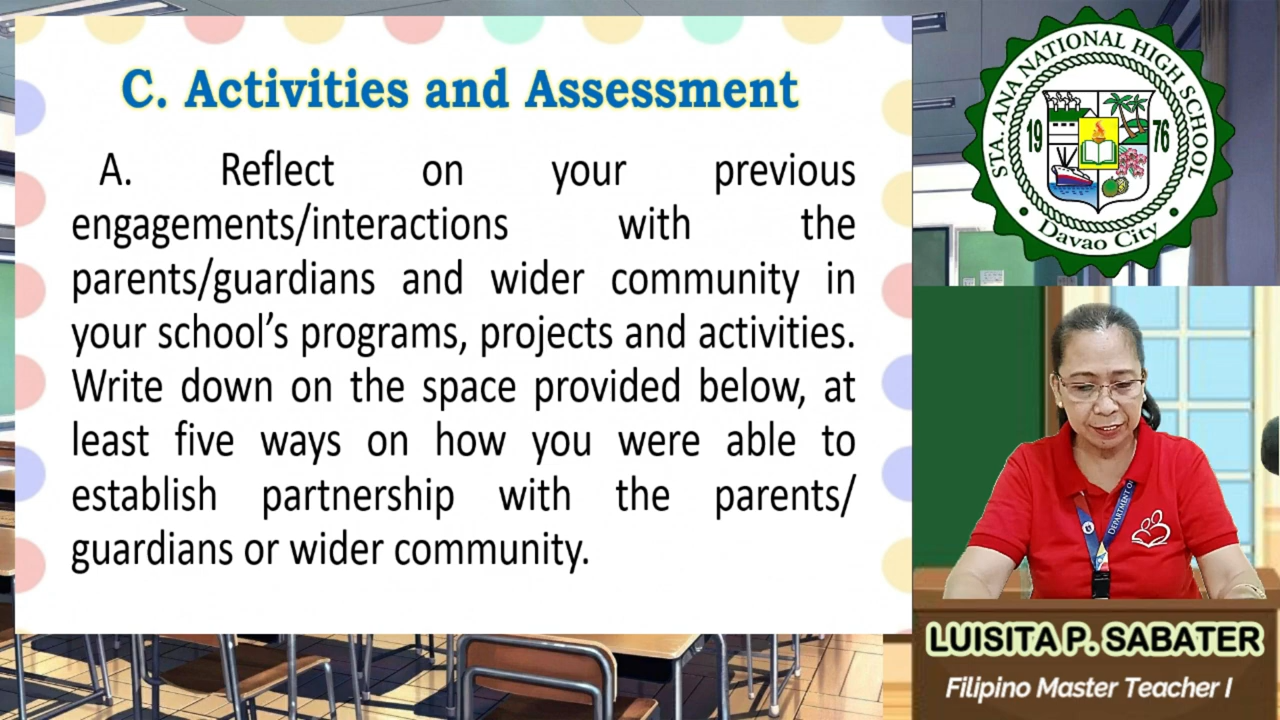 C. Activities and Assessment
A. Reflect on your previous
engagements/interactions with the
parents/guardians and wider community in
your school's programs, projects and activities.
Write down on the space provided below, at
least five ways on how you were able to
establish partnership with the parents/
guardians or wider community.
STA. ANA NATIONAL HIGH SCHOOL
19 76
Davao City
DEPARTMENT OF
LUISITA P. SABATER
Filipino Master Teacher I